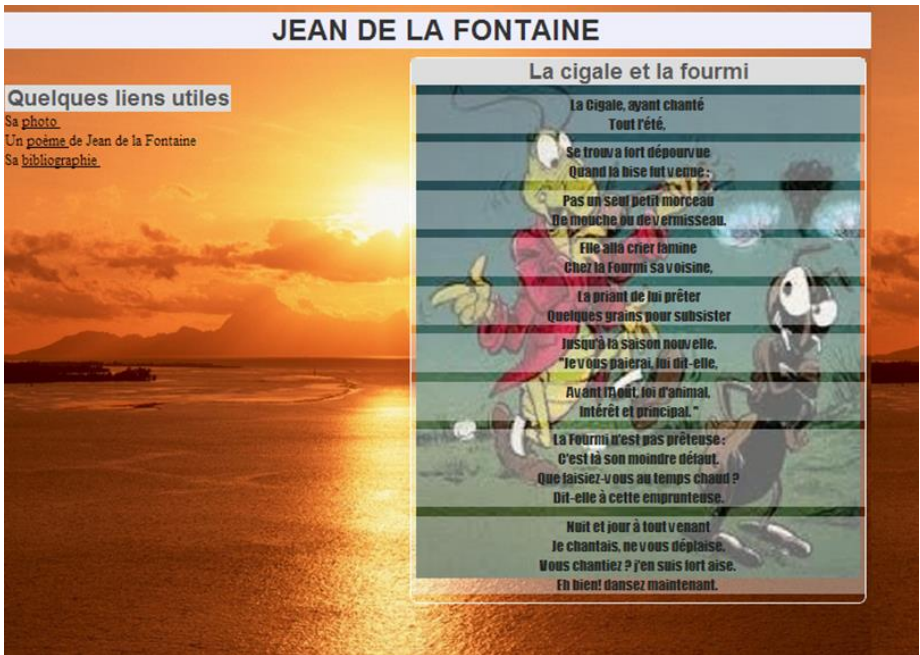 JEAN DE LA FONTAINE
Quelques liens utiles
Sa photo
Un poème de Jean de la Fontaine
Sa bibliographie
La cigale et la fourmi
La Cigale, ayant chanté
Tout l'été,
Se trouva fort dépourvue
Quand la bise fut venue :
Pas un seul petit morceau
De mouche ou de vermisseau.
Elle alla crier famine
Chez la Fourmi sa voisine,
La priant de lui prêter
Quelques grains pour subsister
Jusqu'à la saison nouvelle.
"Je vous paierai, lui dit-elle,
Avant l'Août, foi d'animal,
Intérêt et principal."
La Fourmi n'est pas prêteuse :
C'est là son moindre défaut.
Que faisiez-vous au temps chaud ?
Dit-elle à cette emprunteuse.
Nuit et jour à tout venant
Je chantais, ne vous déplaise.
Vous chantiez ? j'en suis fort aise.
Eh bien! dansez maintenant.